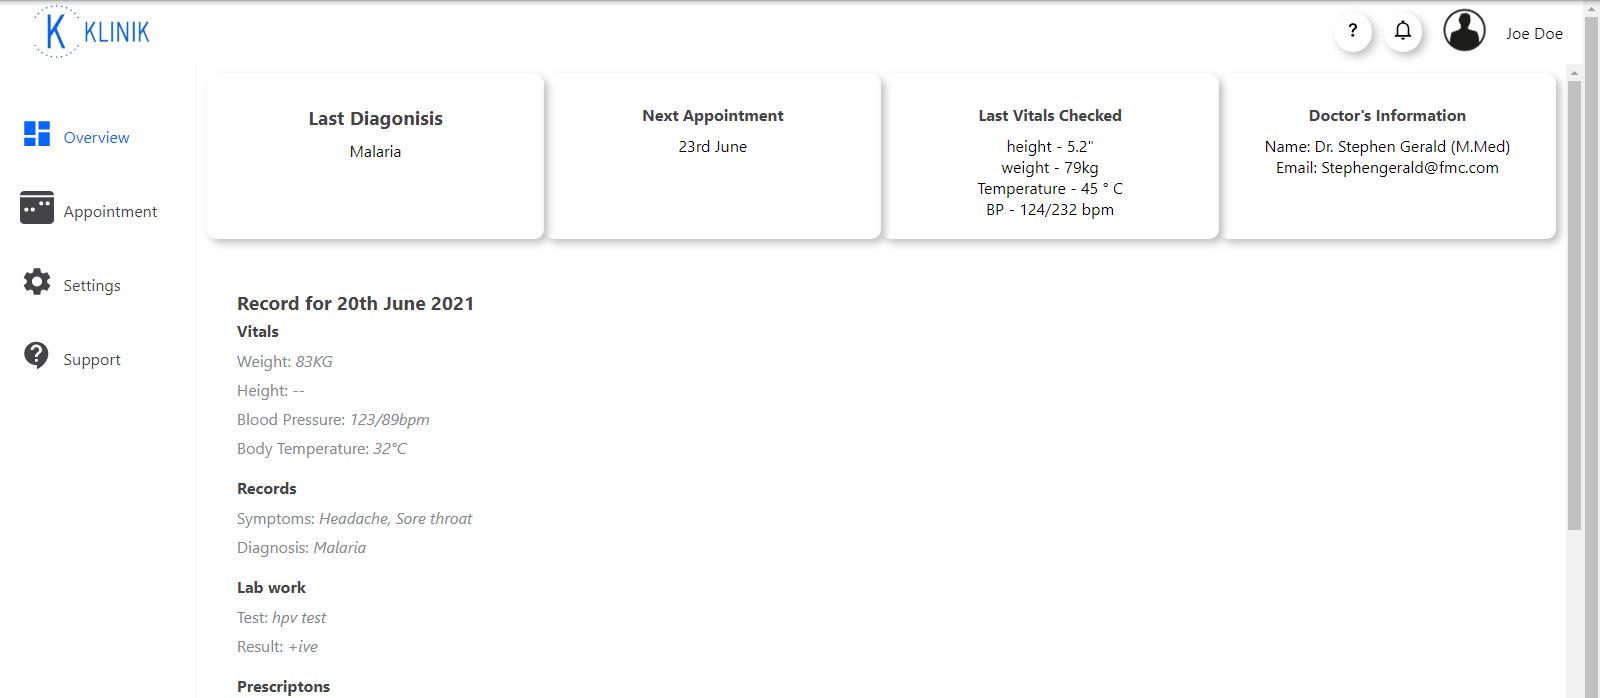 K KLINIK
?
Joe Doe
Overview
Appointment
Settings
Support
Last Diagonisis
Malaria
Next Appointment
23rd June
Last Vitals Checked
height - 5.2"
weight - 79kg
Temperature - 45 ° C
BP - 124/232 bpm
Doctor's Information
Name: Dr. Stephen Gerald (M.Med)
Email: Stephengerald@fmc.com
Record for 20th June 2021
Vitals
Weight: 83KG
Height: --
Blood Pressure: 123/89bpm
Body Temperature: 32°C
Records
Symptoms: Headache, Sore throat
Diagnosis: Malaria
Lab work
Test: hpv test
Result: +ive
Prescriptons